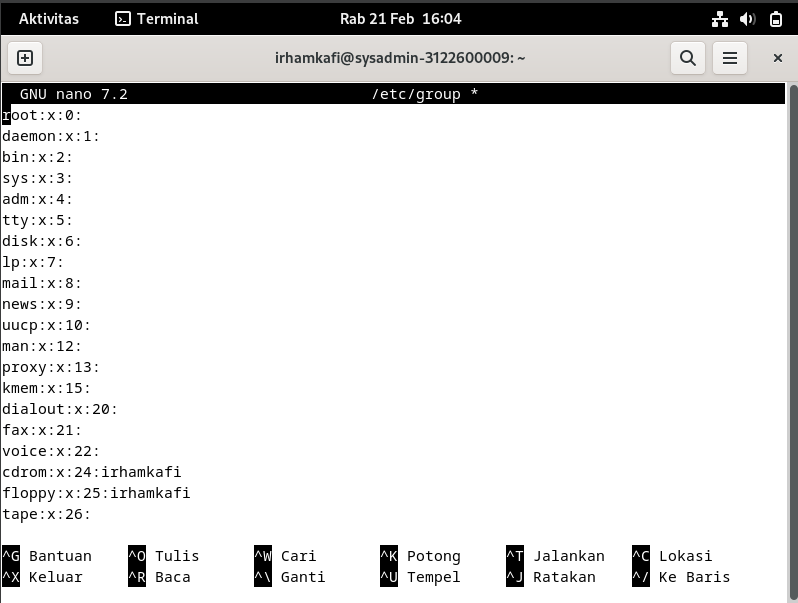 Aktivitas Terminal Rab 21 Feb 16:04
irhamkafi@sysadmin-3122600009: ~
GNU nano 7.2 /etc/group *
root:x:0:
daemon:x:1:
bin:x:2:
sys:x:3:
adm:x:4:
tty:x:5:
disk:x:6:
lp:x:7:
mail:x:8:
news:x:9:
uucp:x:10:
man:x:12:
proxy:x:13:
kmem:x:15:
dialout:x:20:
fax:x:21:
voice:x:22:
cdrom:x:24:irhamkafi
floppy:x:25:irhamkafi
tape:x:26:
^G Bantuan ^O Tulis ^W Cari ^K Potong ^T Jalankan ^C Lokasi
^X Keluar ^R Baca ^\ Ganti ^U Tempel ^J Ratakan ^/ Ke Baris